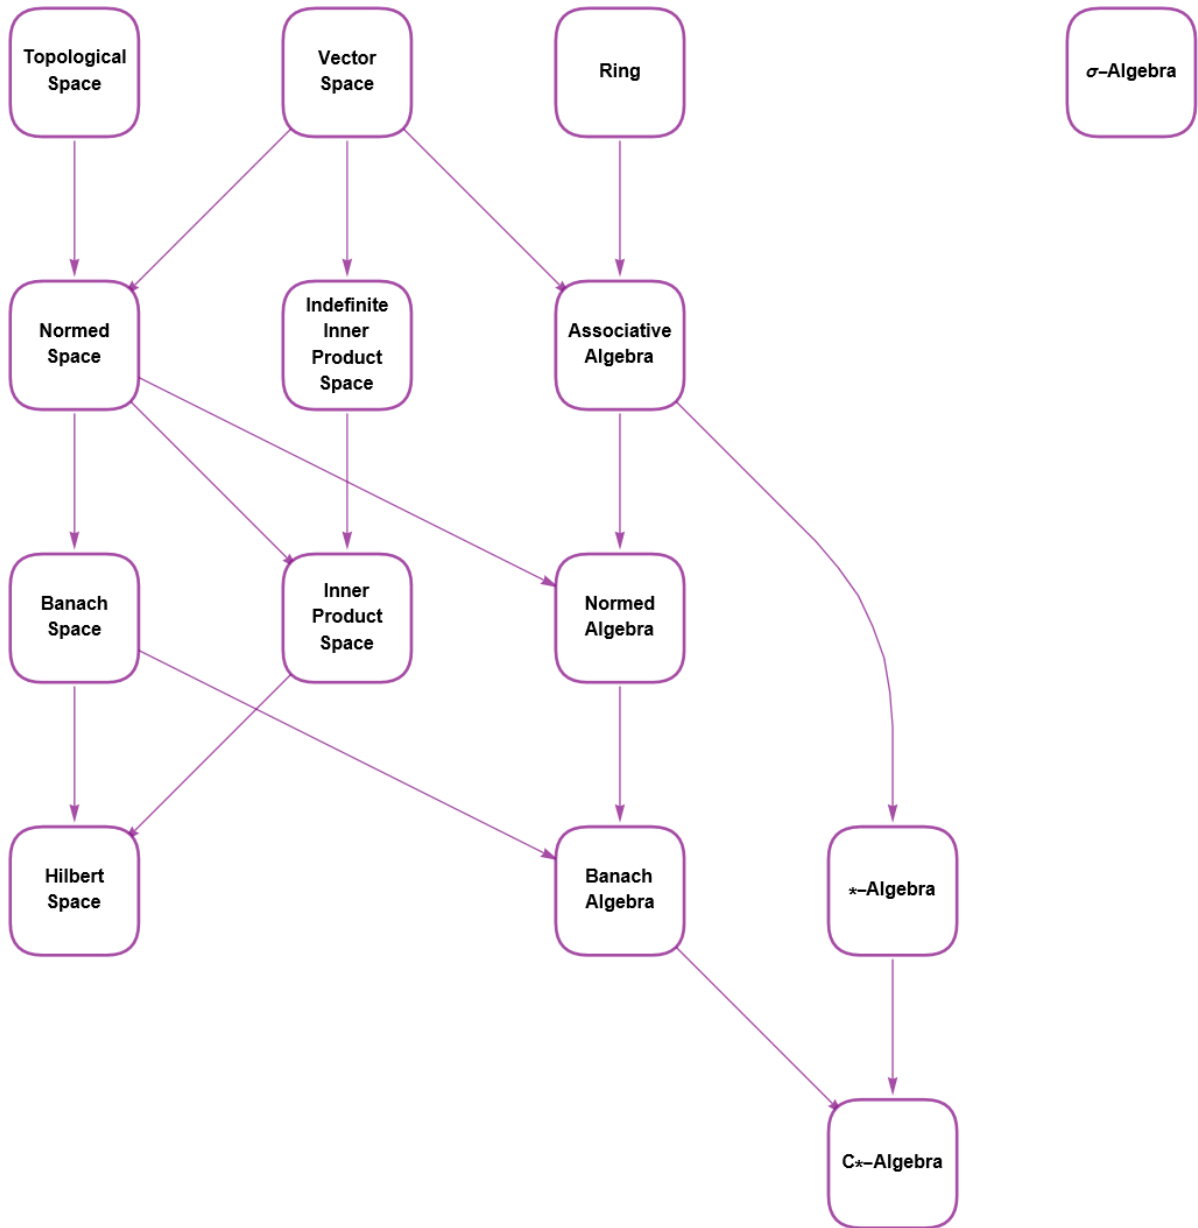 Topological
Space
Vector
Space
Ring
σ–Algebra
Normed
Space
Indefinite
Inner
Product
Space
Associative
Algebra
Banach
Space
Inner
Product
Space
Normed
Algebra
Hilbert
Space
Banach
Algebra
*–Algebra
C*–Algebra